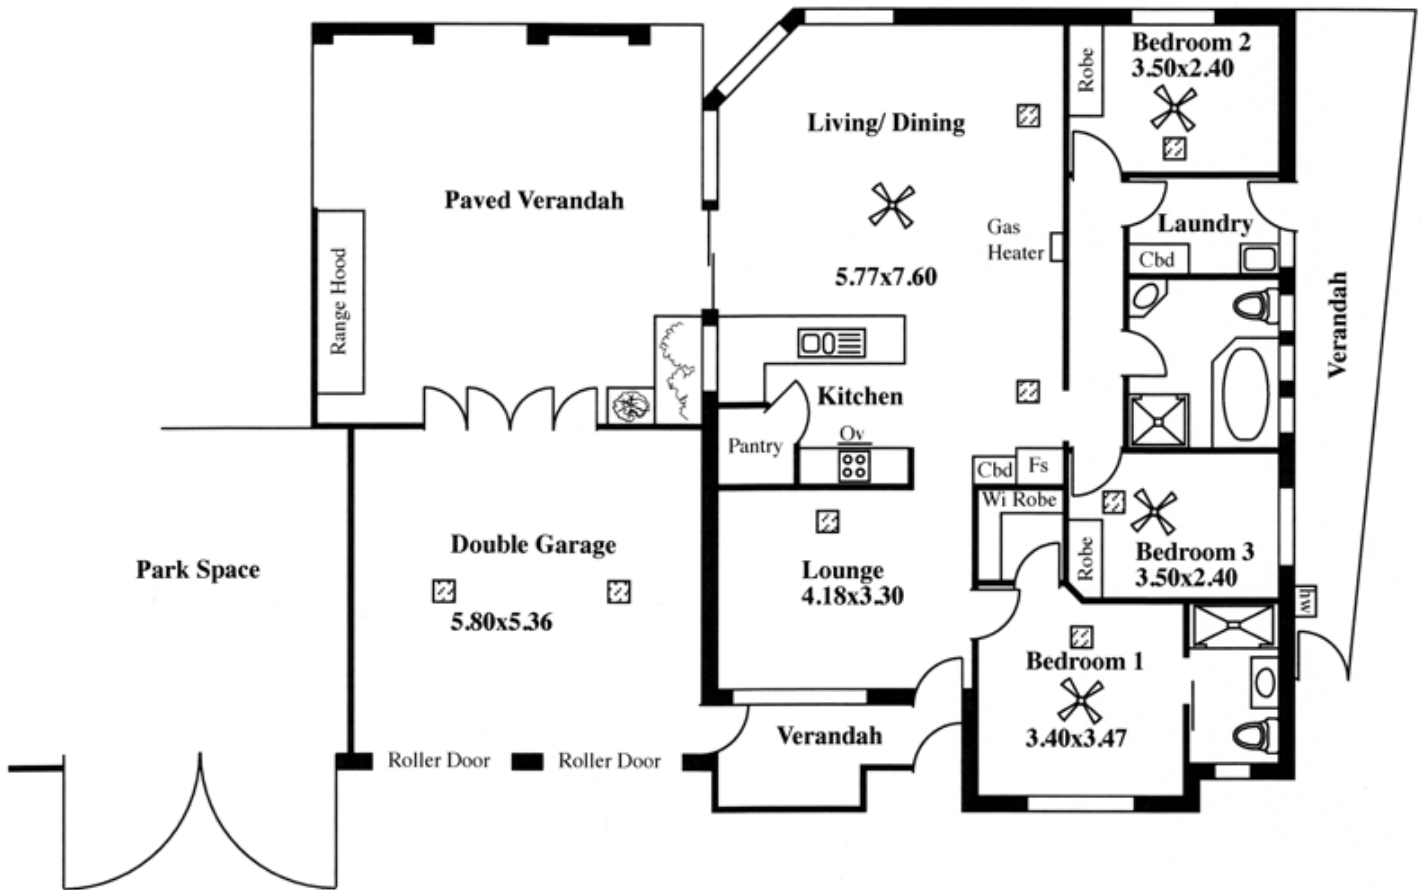 Bedroom 2
3.50x2.40
Robe
Living/ Dining
Paved Verandah
Gas
Heater
Laundry
Cbd
5.77x7.60
Range Hood
Verandah
Kitchen
Pantry
Ov
Cbd
Fs
Wi Robe
Double Garage
5.80x5.36
Park Space
Lounge
4.18x3.30
Robe
Bedroom 3
3.50x2.40
hw
Bedroom 1
3.40x3.47
Verandah
Roller Door
Roller Door